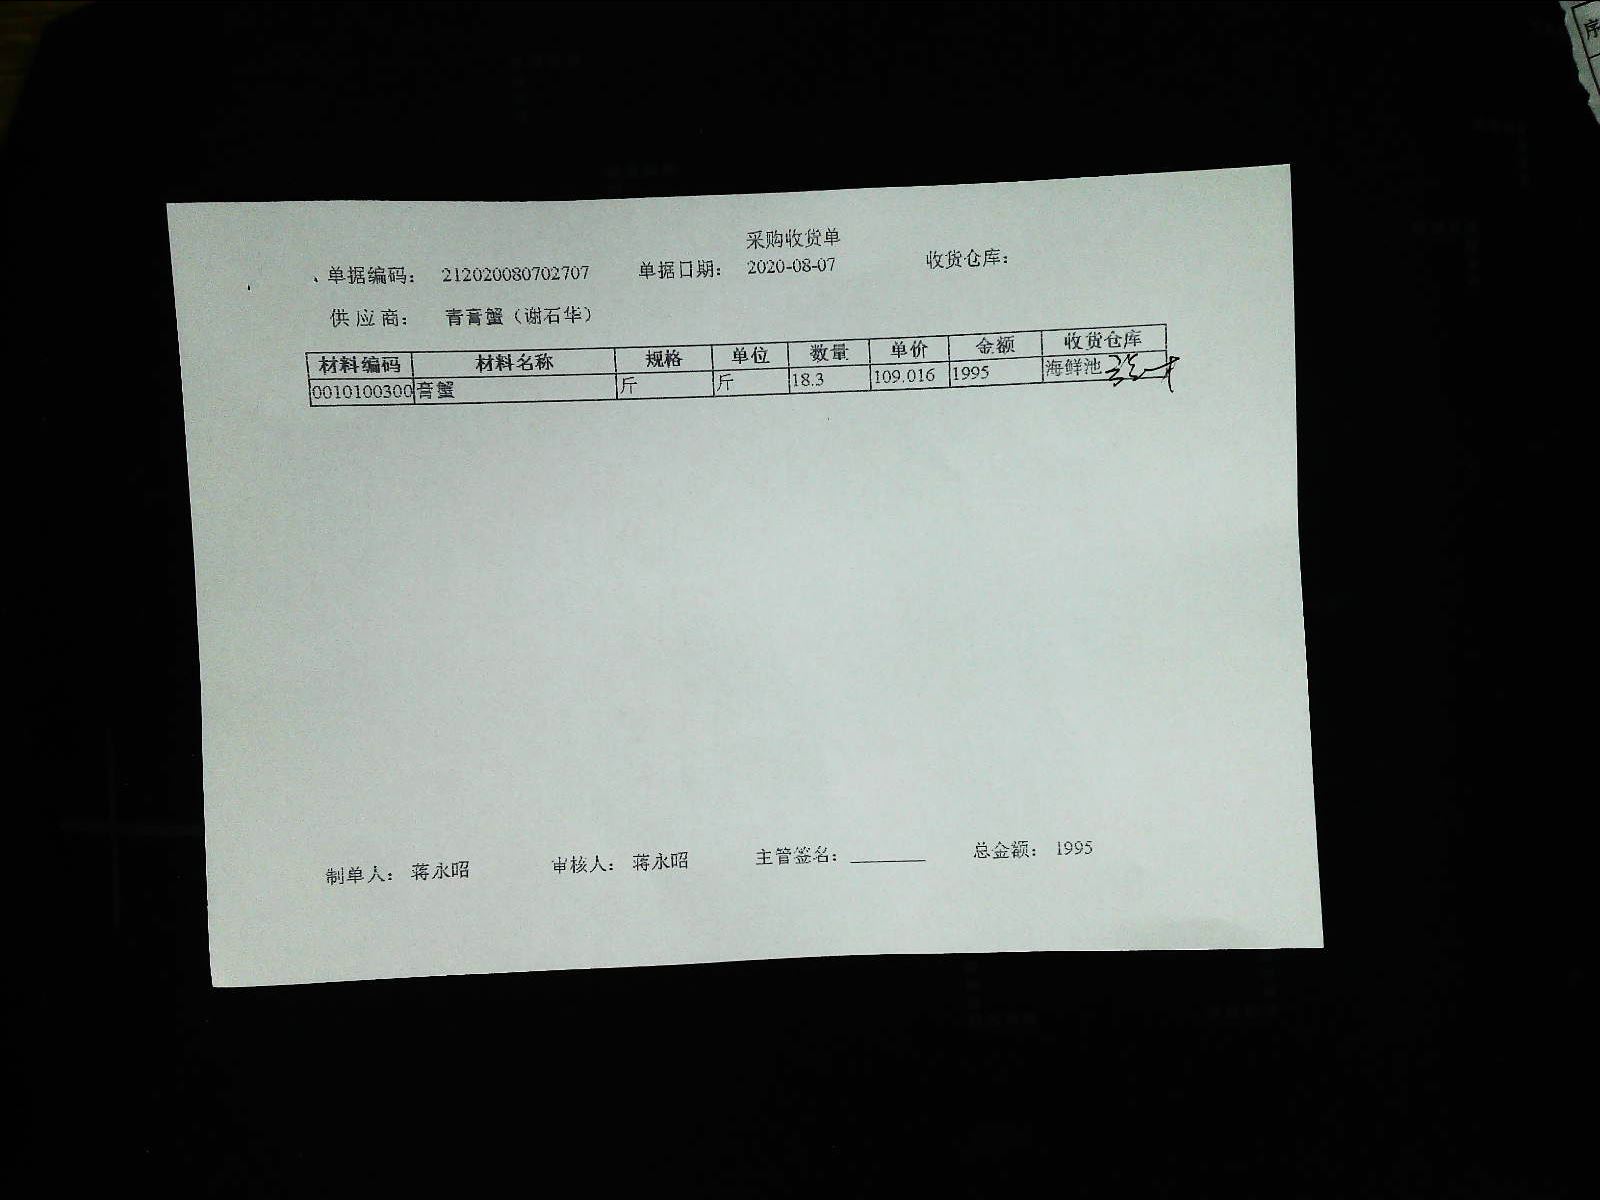 采购收货单
单据编码： 212020080702707 单据日期： 2020-08-07 收货仓库：
供应商： 青膏蟹（谢石华）
材料编码 材料名称 规格 单位 数量 单价 金额 收货仓库
0010100300 膏蟹 斤 斤 18.3 109.016 1995 海鲜池
制单人： 蒋永昭 审核人： 蒋永昭 主管签名： 总金额： 1995
序